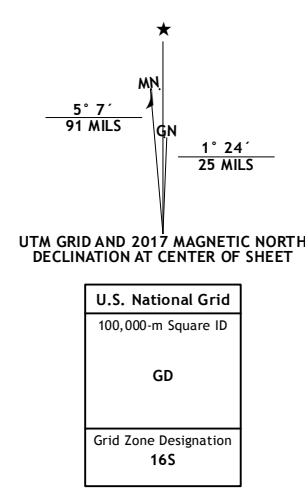 MN.
5° 7´
91 MILS
GN
1° 24´
25 MILS
UTM GRID AND 2017 MAGNETIC NORTH
DECLINATION AT CENTER OF SHEET
U.S. National Grid
100,000-m Square ID
GD
Grid Zone Designation
16S